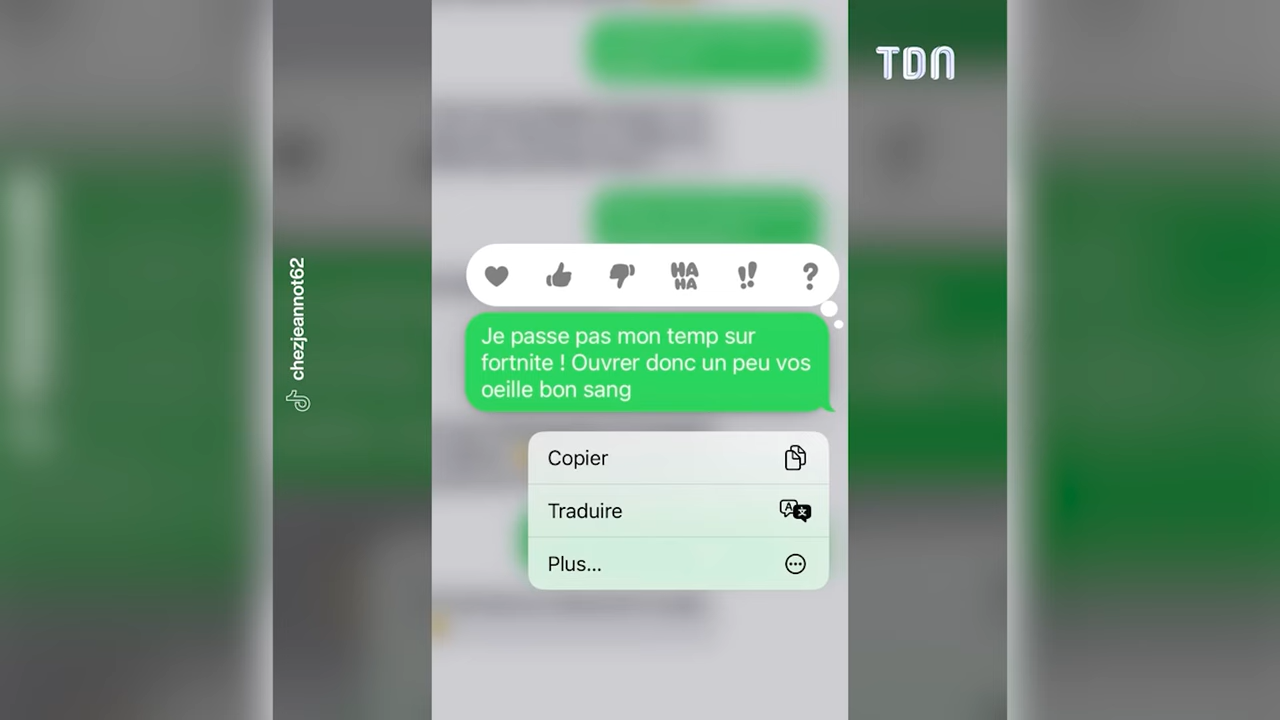 TDN
chezjeannot62
HA
HA
Je passe pas mon temp sur
fortnite ! Ouvrer donc un peu vos
oeille bon sang
Copier
Traduire
Plus...